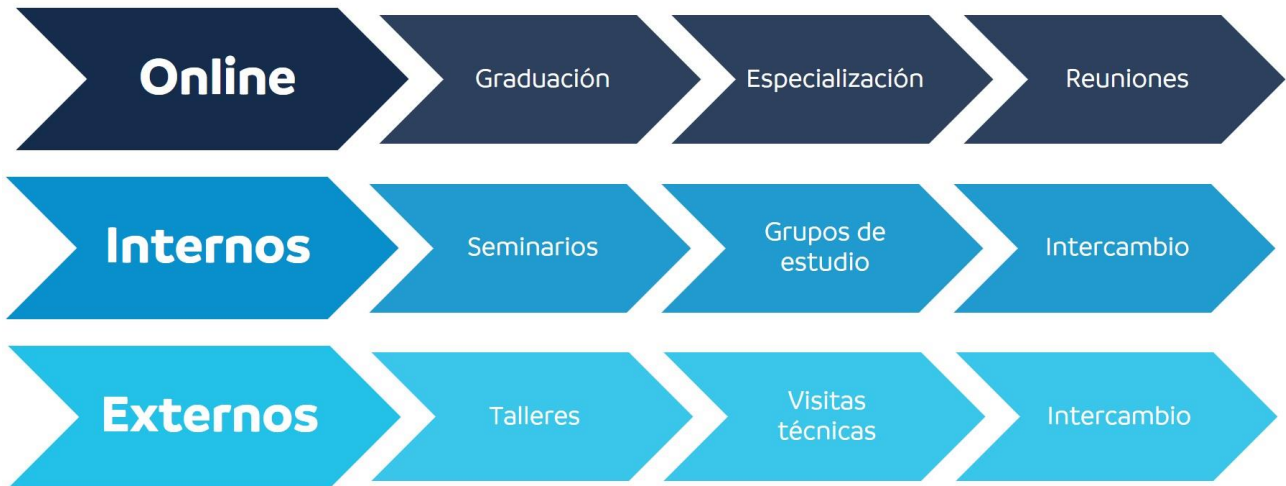 Online
Graduación
Especialización
Reuniones
Internos
Seminarios
Grupos de
estudio
Intercambio
Externos
Talleres
Visitas
técnicas
Intercambio